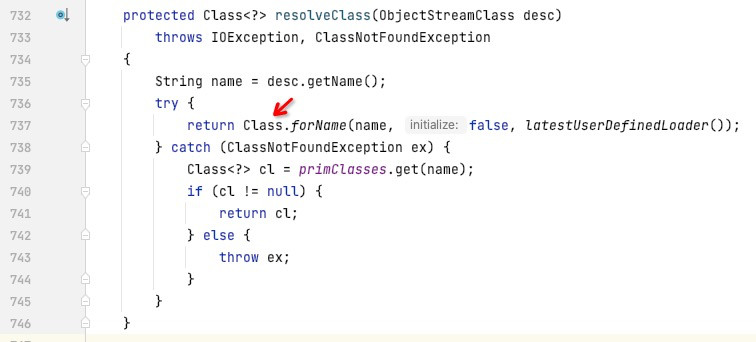 732 protected Class<?> resolveClass(ObjectStreamClass desc)
733 throws IOException, ClassNotFoundException
734 {
735 String name = desc.getName();
736 try {
737 return Class.forName(name, initialize: false, latestUserDefinedLoader());
738 } catch (ClassNotFoundException ex) {
739 Class<?> cl = primClasses.get(name);
740 if (cl != null) {
741 return cl;
742 } else {
743 throw ex;
744 }
745 }
746 }